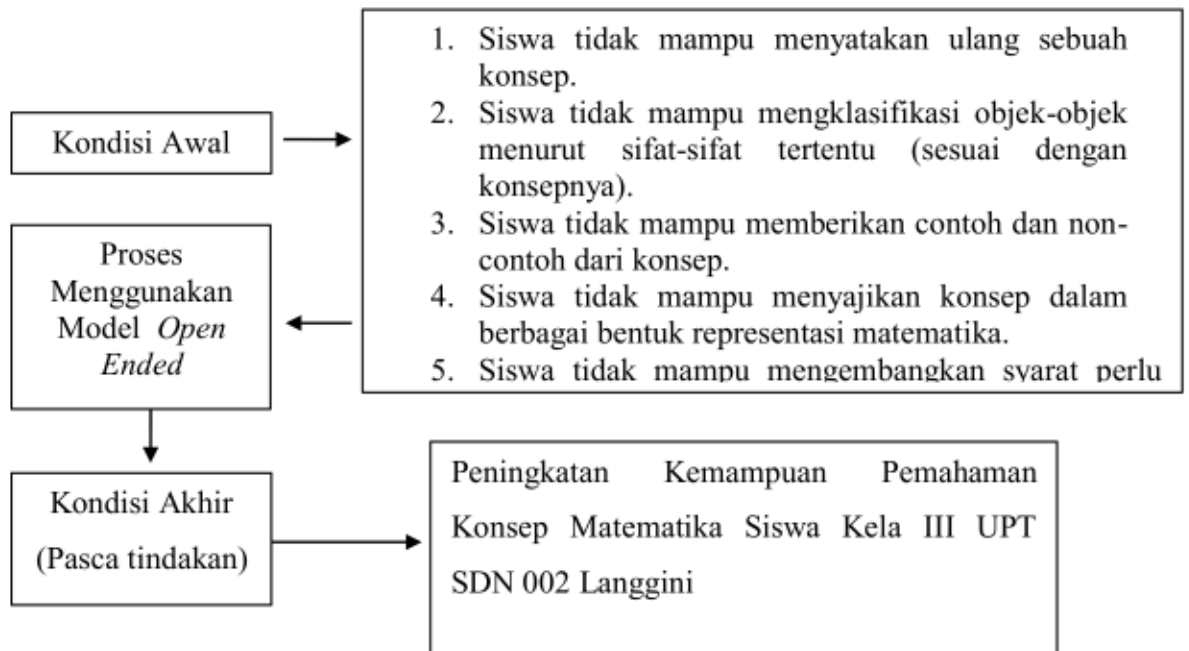 Kondisi Awal
1. Siswa tidak mampu menyatakan ulang sebuah
konsep.
2. Siswa tidak mampu mengklasifikasi objek-objek
menurut sifat-sifat tertentu (sesuai dengan
konsepnya).
3. Siswa tidak mampu memberikan contoh dan non-
contoh dari konsep.
4. Siswa tidak mampu menyajikan konsep dalam
berbagai bentuk representasi matematika.
5. Siswa tidak mampu mengembangkan syarat perlu
Proses
Menggunakan
Model Open
Ended
Kondisi Akhir
(Pasca tindakan)
Peningkatan Kemampuan Pemahaman
Konsep Matematika Siswa Kela III UPT
SDN 002 Langgini